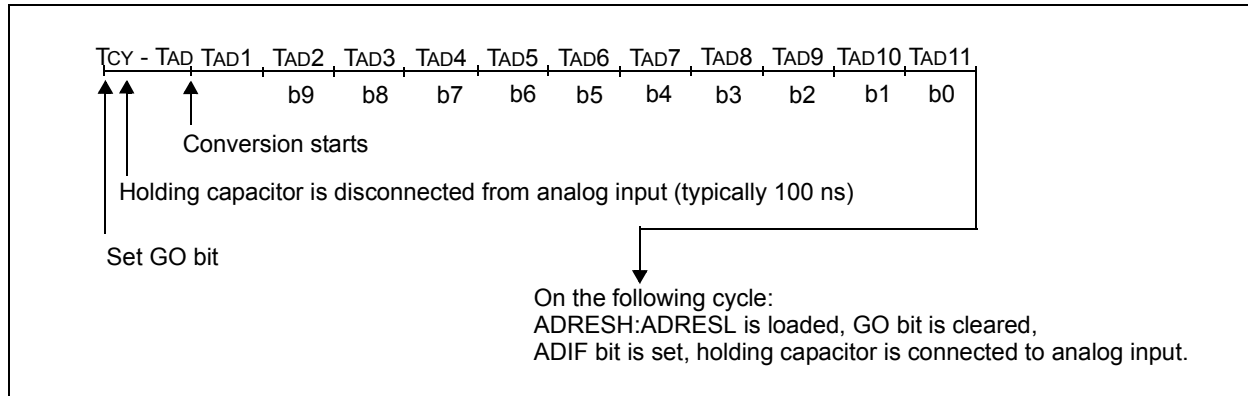 TCY - TAD TAD1 TAD2 TAD3 TAD4 TAD5 TAD6 TAD7 TAD8 TAD9 TAD10 TAD11
b9 b8 b7 b6 b5 b4 b3 b2 b1 b0
Conversion starts
Holding capacitor is disconnected from analog input (typically 100 ns)
Set GO bit
On the following cycle:
ADRESH:ADRESL is loaded, GO bit is cleared,
ADIF bit is set, holding capacitor is connected to analog input.